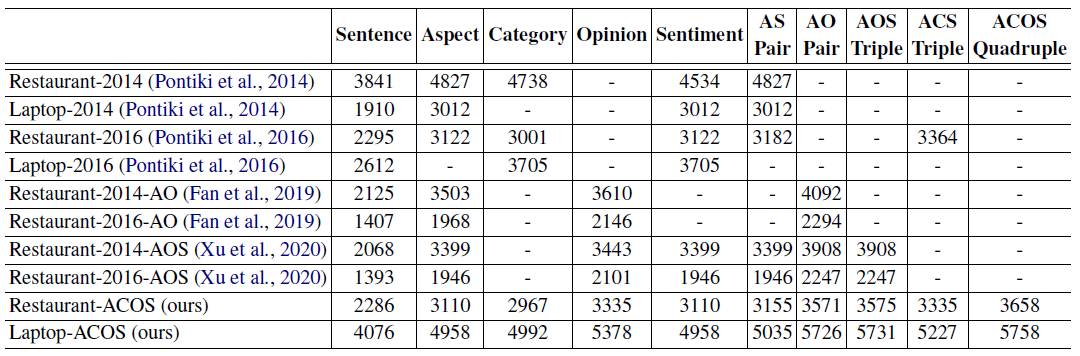 Sentence Aspect Category Opinion Sentiment AS Pair AO Pair AOS Triple ACS Triple ACOS Quadruple
Restaurant-2014 (Pontiki et al., 2014) 3841 4827 4738 - 4534 4827 - - - -
Laptop-2014 (Pontiki et al., 2014) 1910 3012 - - 3012 3012 - - - -
Restaurant-2016 (Pontiki et al., 2016) 2295 3122 3001 - 3122 3182 - - 3364 -
Laptop-2016 (Pontiki et al., 2016) 2612 - 3705 - 3705 - - - - -
Restaurant-2014-AO (Fan et al., 2019) 2125 3503 - 3610 - - 4092 - - -
Restaurant-2016-AO (Fan et al., 2019) 1407 1968 - 2146 - - 2294 - - -
Restaurant-2014-AOS (Xu et al., 2020) 2068 3399 - 3443 3399 3399 3908 3908 - -
Restaurant-2016-AOS (Xu et al., 2020) 1393 1946 - 2101 1946 1946 2247 2247 - -
Restaurant-ACOS (ours) 2286 3110 2967 3335 3110 3155 3571 3575 3335 3658
Laptop-ACOS (ours) 4076 4958 4992 5378 4958 5035 5726 5731 5227 5758